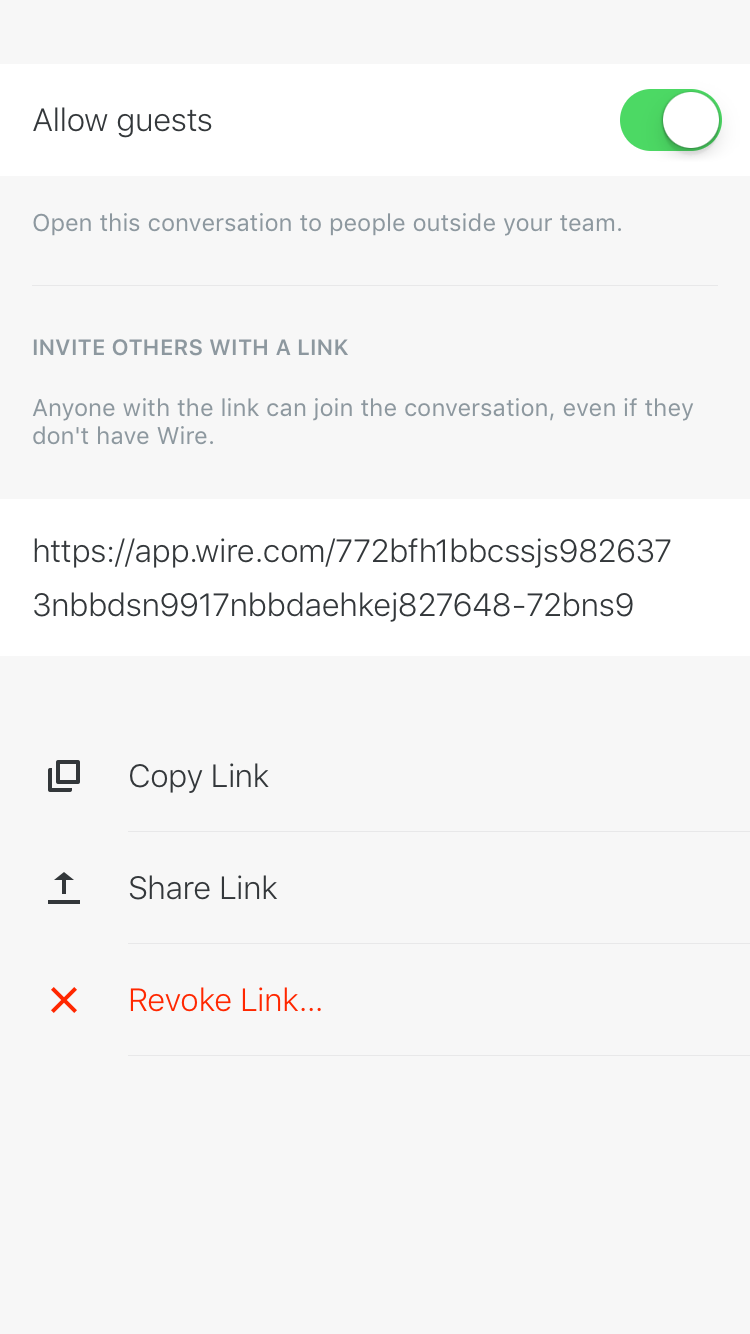 Allow guests
Open this conversation to people outside your team.
INVITE OTHERS WITH A LINK
Anyone with the link can join the conversation, even if they
don't have Wire.
https://app.wire.com/772bfh1bbcssjs982637
3nbbdsn9917nbbdaehkej827648-72bns9
Copy Link
Share Link
Revoke Link...